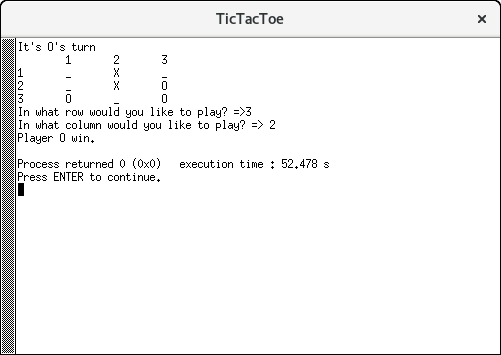 TicTacToe
It's O's turn
1 2 3
1 _ X _
2 _ X O
3 O _ O
In what row would you like to play? =>3
In what column would you like to play? => 2
Player O win.
Process returned 0 (0x0) execution time : 52.478 s
Press ENTER to continue.